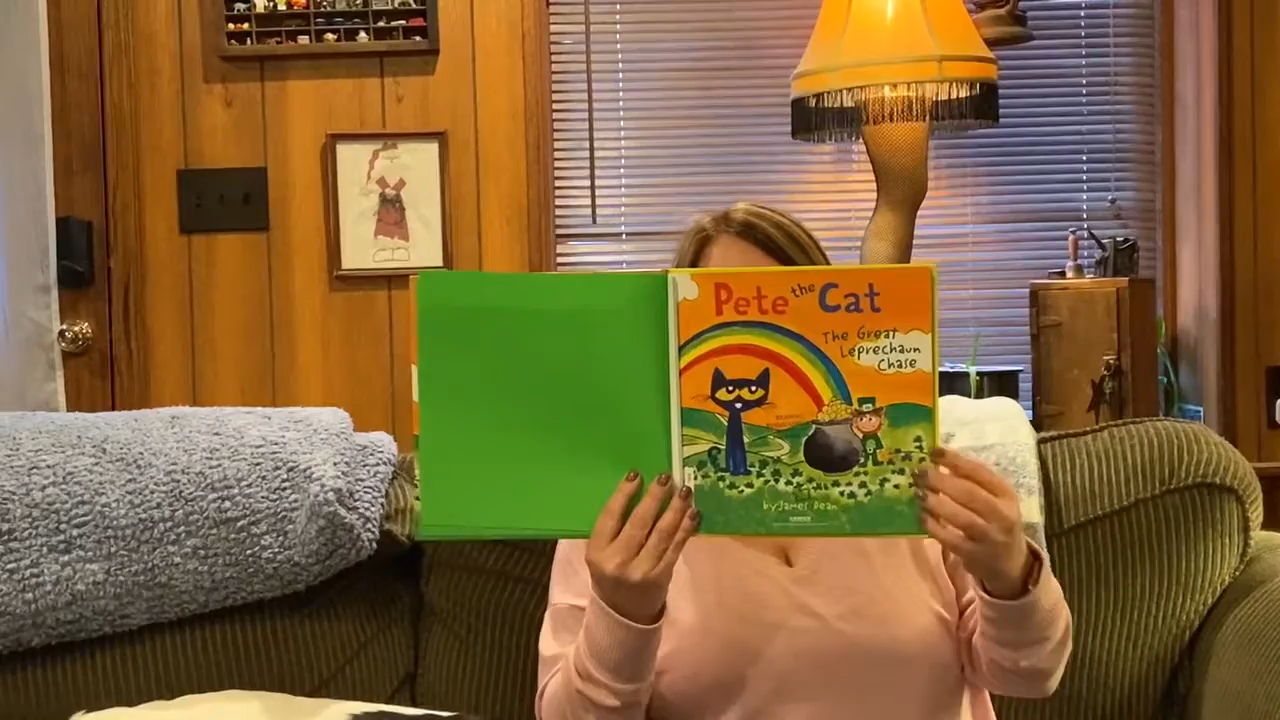 Pete the Cat
The Great
Leprechaun
Chase
by James Dean